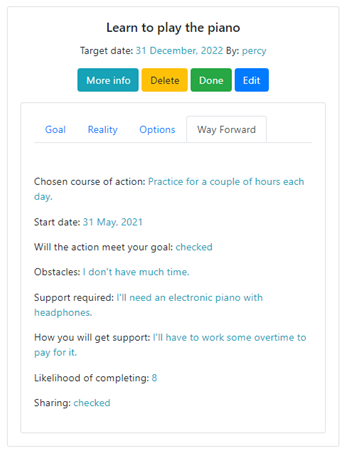 Learn to play the piano
Target date: 31 December, 2022 By: percy
More info Delete Done Edit
Goal Reality Options Way Forward
Chosen course of action: Practice for a couple of hours each
day.
Start date: 31 May, 2021
Will the action meet your goal: checked
Obstacles: I don't have much time.
Support required: I'll need an electronic piano with
headphones.
How you will get support: I'll have to work some overtime to
pay for it.
Likelihood of completing: 8
Sharing: checked